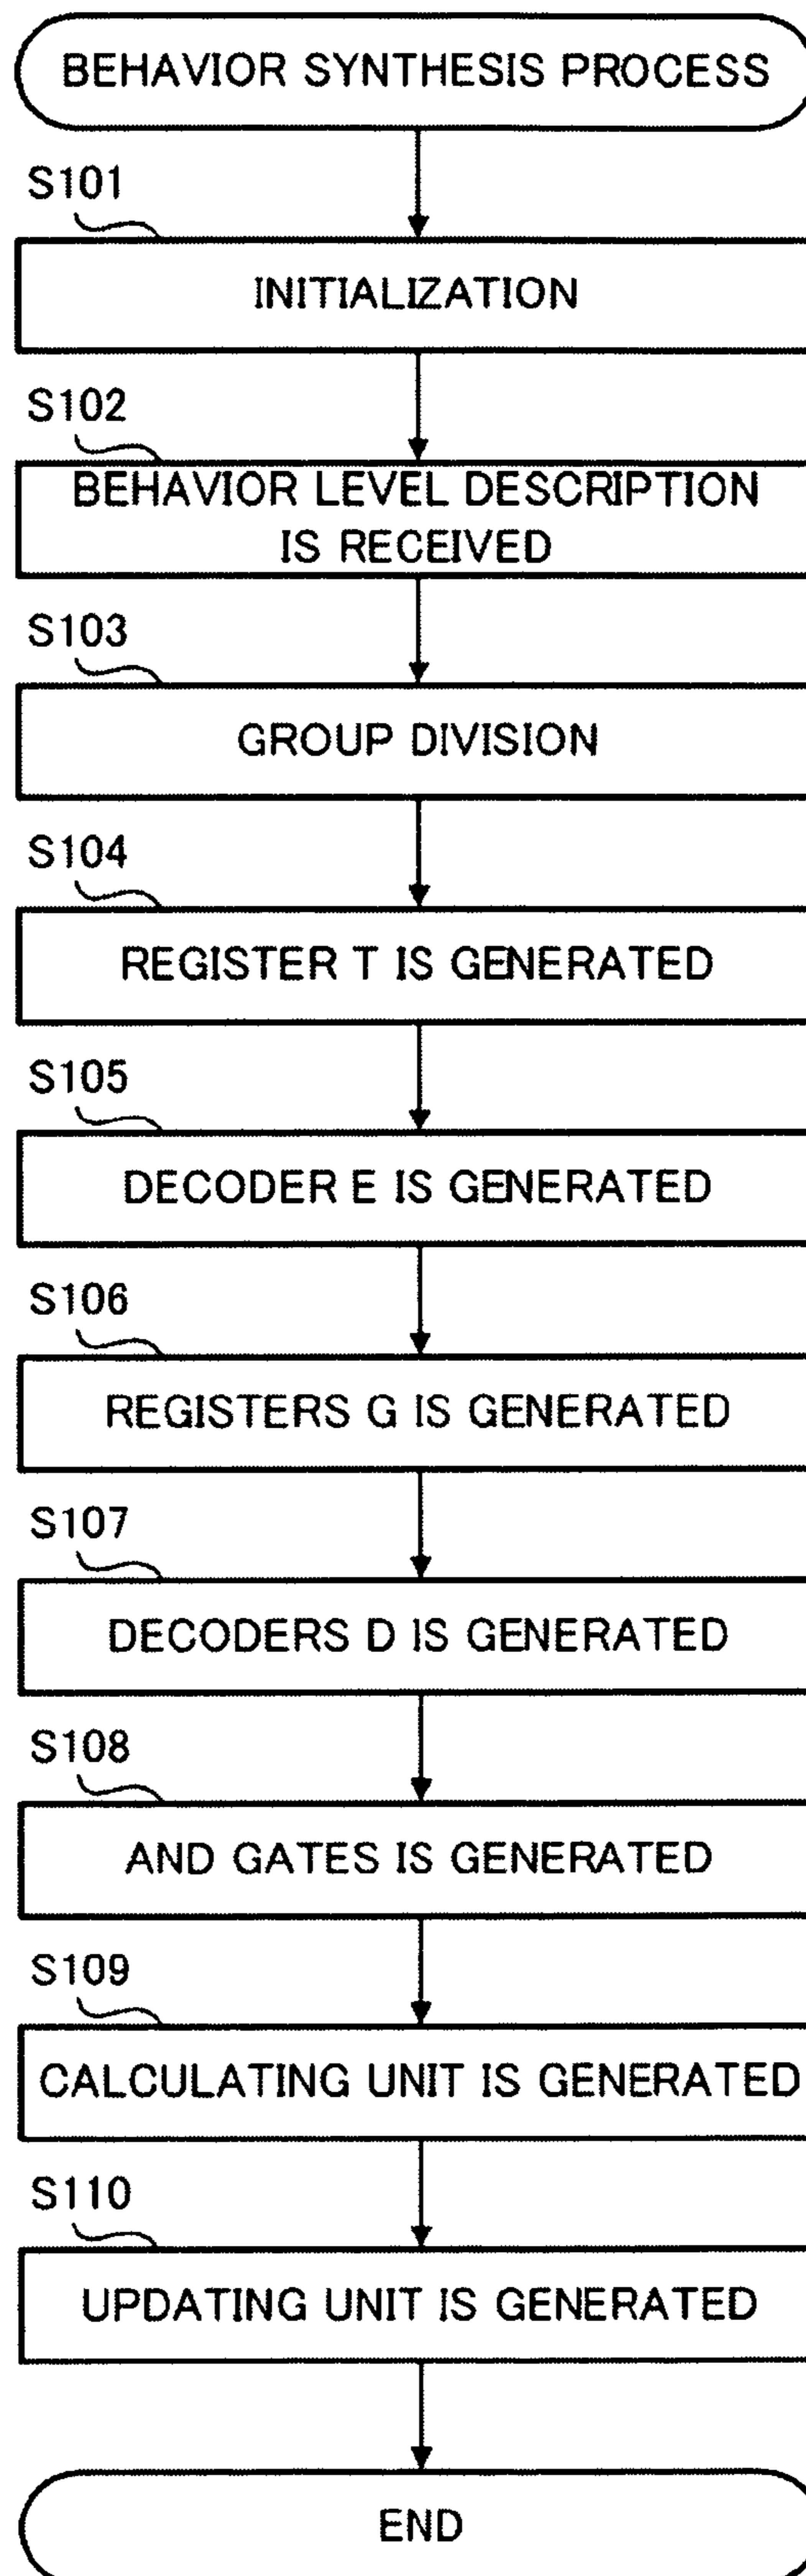 BEHAVIOR SYNTHESIS PROCESS
S101
INITIALIZATION
S102
BEHAVIOR LEVEL DESCRIPTION
IS RECEIVED
S103
GROUP DIVISION
S104
REGISTER T IS GENERATED
S105
DECODER E IS GENERATED
S106
REGISTERS G IS GENERATED
S107
DECODERS D IS GENERATED
S108
AND GATES IS GENERATED
S109
CALCULATING UNIT IS GENERATED
S110
UPDATING UNIT IS GENERATED
END